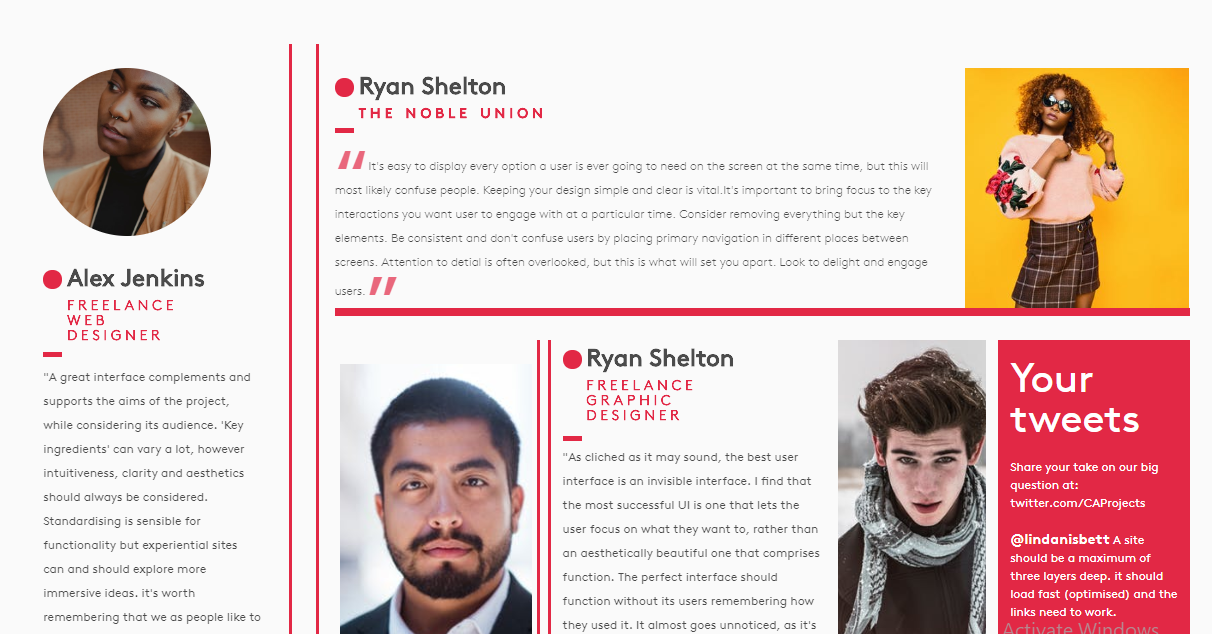 Alex Jenkins
FREELANCE
WEB
DESIGNER
"A great interface complements and
supports the aims of the project,
while considering its audience. 'Key
ingredients' can vary a lot, however
intuitiveness, clarity and aesthetics
should always be considered.
Standardising is sensible for
functionality but experiential sites
can and should explore more
immersive ideas. it's worth
remembering that we as people like to
Ryan Shelton
THE NOBLE UNION
" It's easy to display every option a user is ever going to need on the screen at the same time, but this will
most likely confuse people. Keeping your design simple and clear is vital.It's important to bring focus to the key
interactions you want user to engage with at a particular time. Consider removing everything but the key
elements. Be consistent and don't confuse users by placing primary navigation in different places between
screens. Attention to detial is often overlooked, but this is what will set you apart. Look to delight and engage
users. "
Ryan Shelton
FREELANCE
GRAPHIC
DESIGNER
"As cliched as it may sound, the best user
interface is an invisible interface. I find that
the most successful UI is one that lets the
user focus on what they want to, rather than
an aesthetically beautiful one that comprises
function. The perfect interface should
function without its users remembering how
they used it. It almost goes unnoticed, as it's
Your
tweets
Share your take on our big
question at:
twitter.com/CAProjects
@lindanisbett A site
should be a maximum of
three layers deep. it should
load fast (optimised) and the
links need to work.
Activate Windows